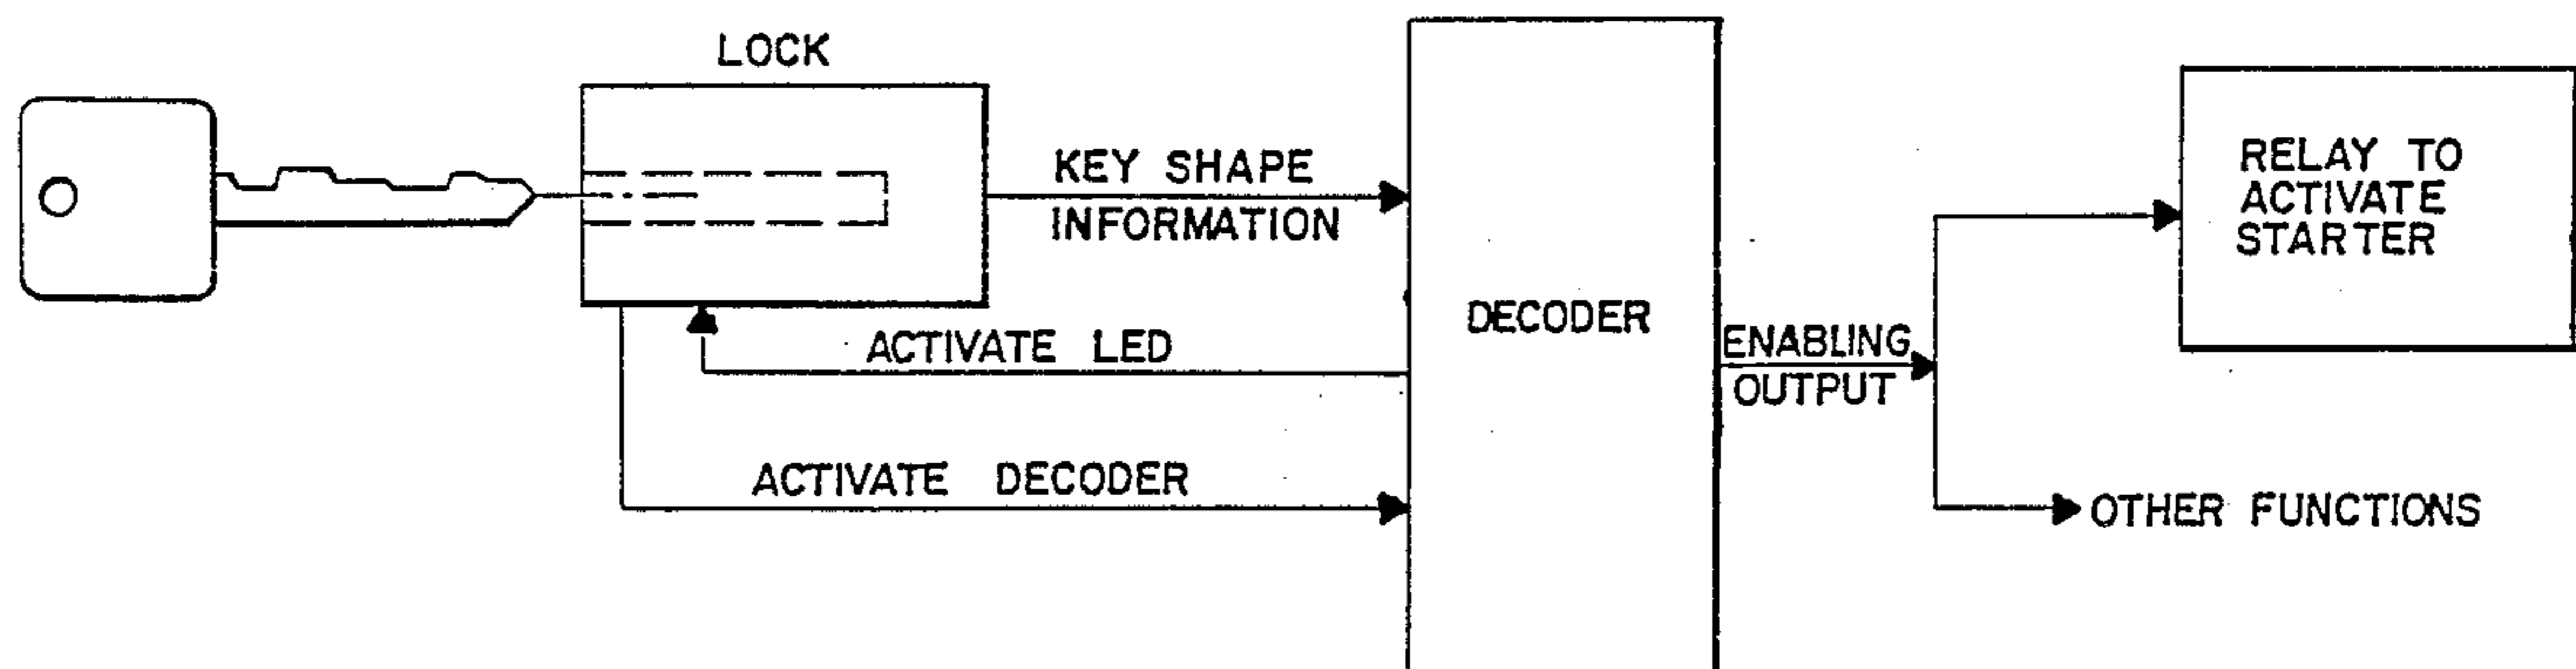 LOCK
KEY SHAPE
INFORMATION
ACTIVATE LED
ACTIVATE DECODER
DECODER
ENABLING
OUTPUT
RELAY TO
ACTIVATE
STARTER
OTHER FUNCTIONS